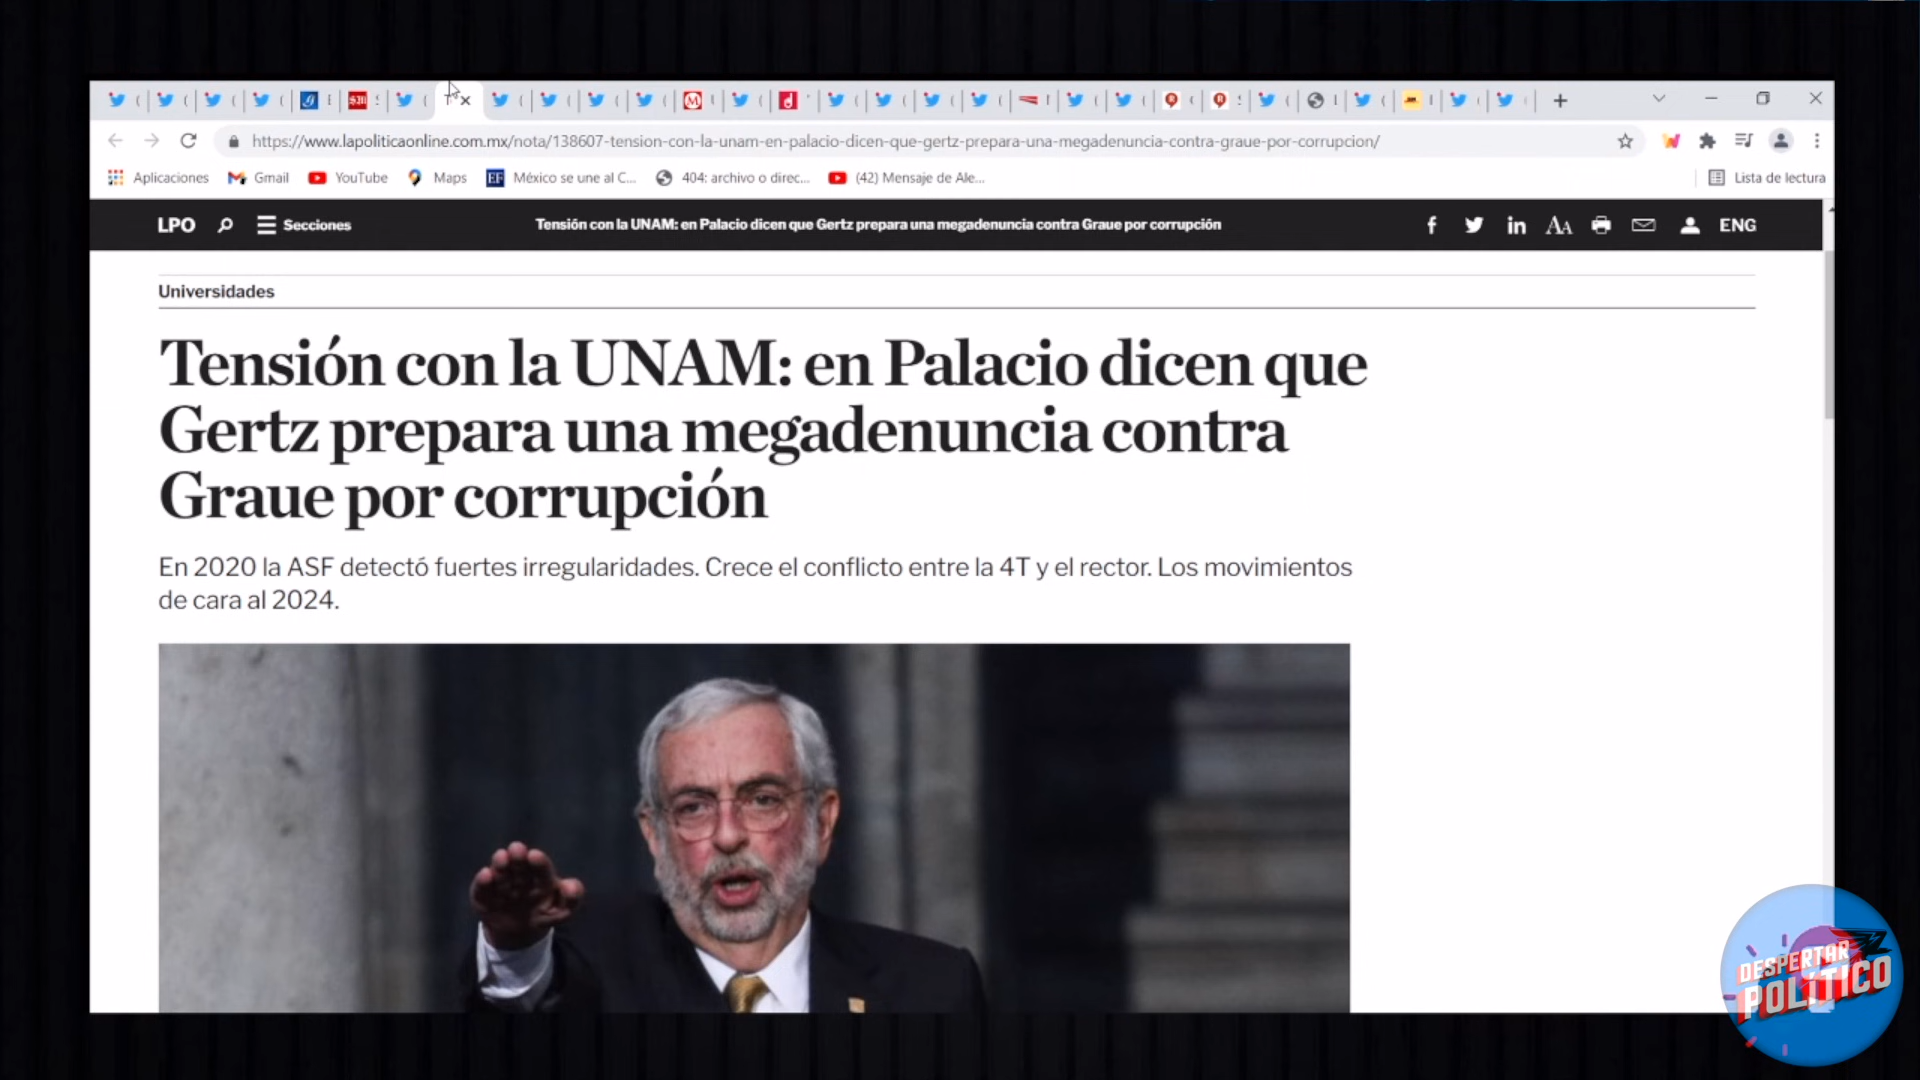 https://www.lapoliticaonline.com.mx/nota/138607-tension-con-la-unam-en-palacio-dicen-que-gertz-prepara-una-megadenuncia-contra-graue-por-corrupcion/
Aplicaciones Gmail YouTube Maps EF México se une al C... 404: archivo o direc... (42) Mensaje de Ale... Lista de lectura
LPO Secciones Tensión con la UNAM: en Palacio dicen que Gertz prepara una megadenuncia contra Graue por corrupción AA ENG
Universidades
Tensión con la UNAM: en Palacio dicen que
Gertz prepara una megadenuncia contra
Graue por corrupción
En 2020 la ASF detectó fuertes irregularidades. Crece el conflicto entre la 4T y el rector. Los movimientos
de cara al 2024.
DESPERTAR
POLÍTICO